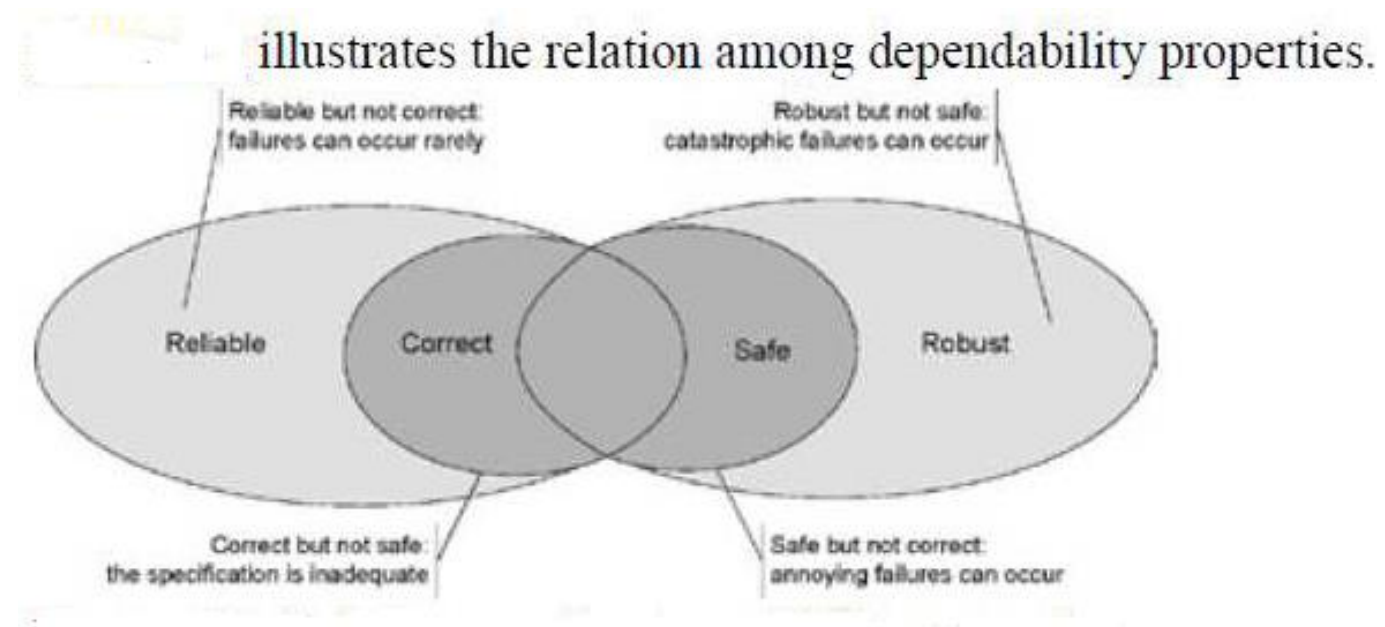 illustrates the relation among dependability properties.
Reliable but not correct:
failures can occur rarely
Robust but not safe:
catastrophic failures can occur
Reliable
Correct
Safe
Robust
Correct but not safe:
the specification is inadequate
Safe but not correct:
annoying failures can occur